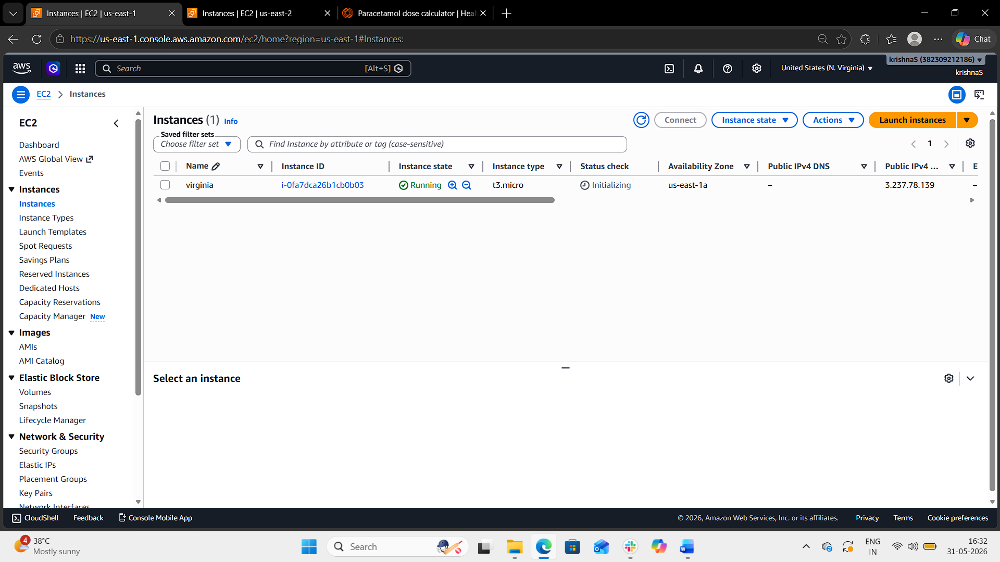 Instances | EC2 | us-east-1
Instances | EC2 | us-east-2
Paracetamol dose calculator | Heal
https://us-east-1.console.aws.amazon.com/ec2/home?region=us-east-1#Instances:
Chat
aws
Search
[Alt+S]
United States (N. Virginia)
krishnaS (382309212186)
krishnaS
EC2
Instances
EC2
Dashboard
AWS Global View
Events
Instances
Instances
Instance Types
Launch Templates
Spot Requests
Savings Plans
Reserved Instances
Dedicated Hosts
Capacity Reservations
Capacity Manager New
Images
AMIs
AMI Catalog
Elastic Block Store
Volumes
Snapshots
Lifecycle Manager
Network & Security
Security Groups
Elastic IPs
Placement Groups
Key Pairs
Network Interfaces
Instances (1) Info
Connect
Instance state
Actions
Launch instances
Saved filter sets
Choose filter set
Find Instance by attribute or tag (case-sensitive)
1
Name
Instance ID
Instance state
Instance type
Status check
Availability Zone
Public IPv4 DNS
Public IPv4 ...
E
virginia
i-0fa7dca26b1cb0b03
Running
t3.micro
Initializing
us-east-1a
–
3.237.78.139
–
Select an instance
CloudShell
Feedback
Console Mobile App
© 2026, Amazon Web Services, Inc. or its affiliates.
Privacy
Terms
Cookie preferences
4
38°C
Mostly sunny
Search
ENG
IN
16:32
31-05-2026